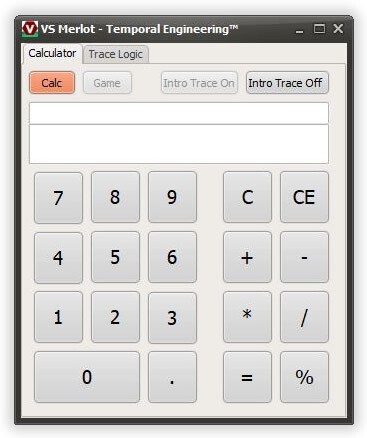 VS Merlot - Temporal Engineering™
Calculator Trace Logic
Calc Game Intro Trace On Intro Trace Off
7 8 9 C CE
4 5 6 + -
1 2 3 * /
0 . = %